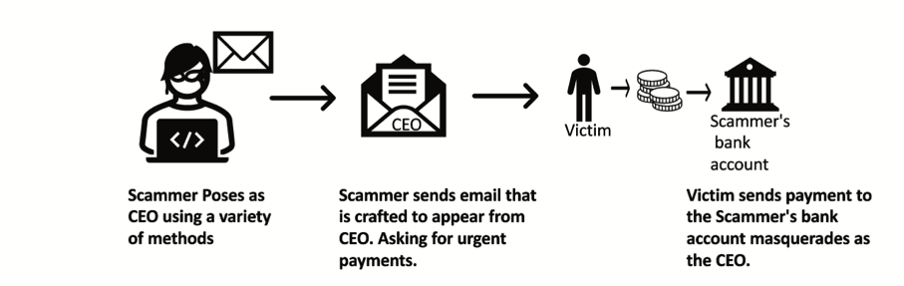 </>
CEO
Victim
Scammer's
bank
account
Scammer Poses as
CEO using a variety
of methods
Scammer sends email that
is crafted to appear from
CEO. Asking for urgent
payments.
Victim sends payment to
the Scammer's bank
account masquerades as
the CEO.